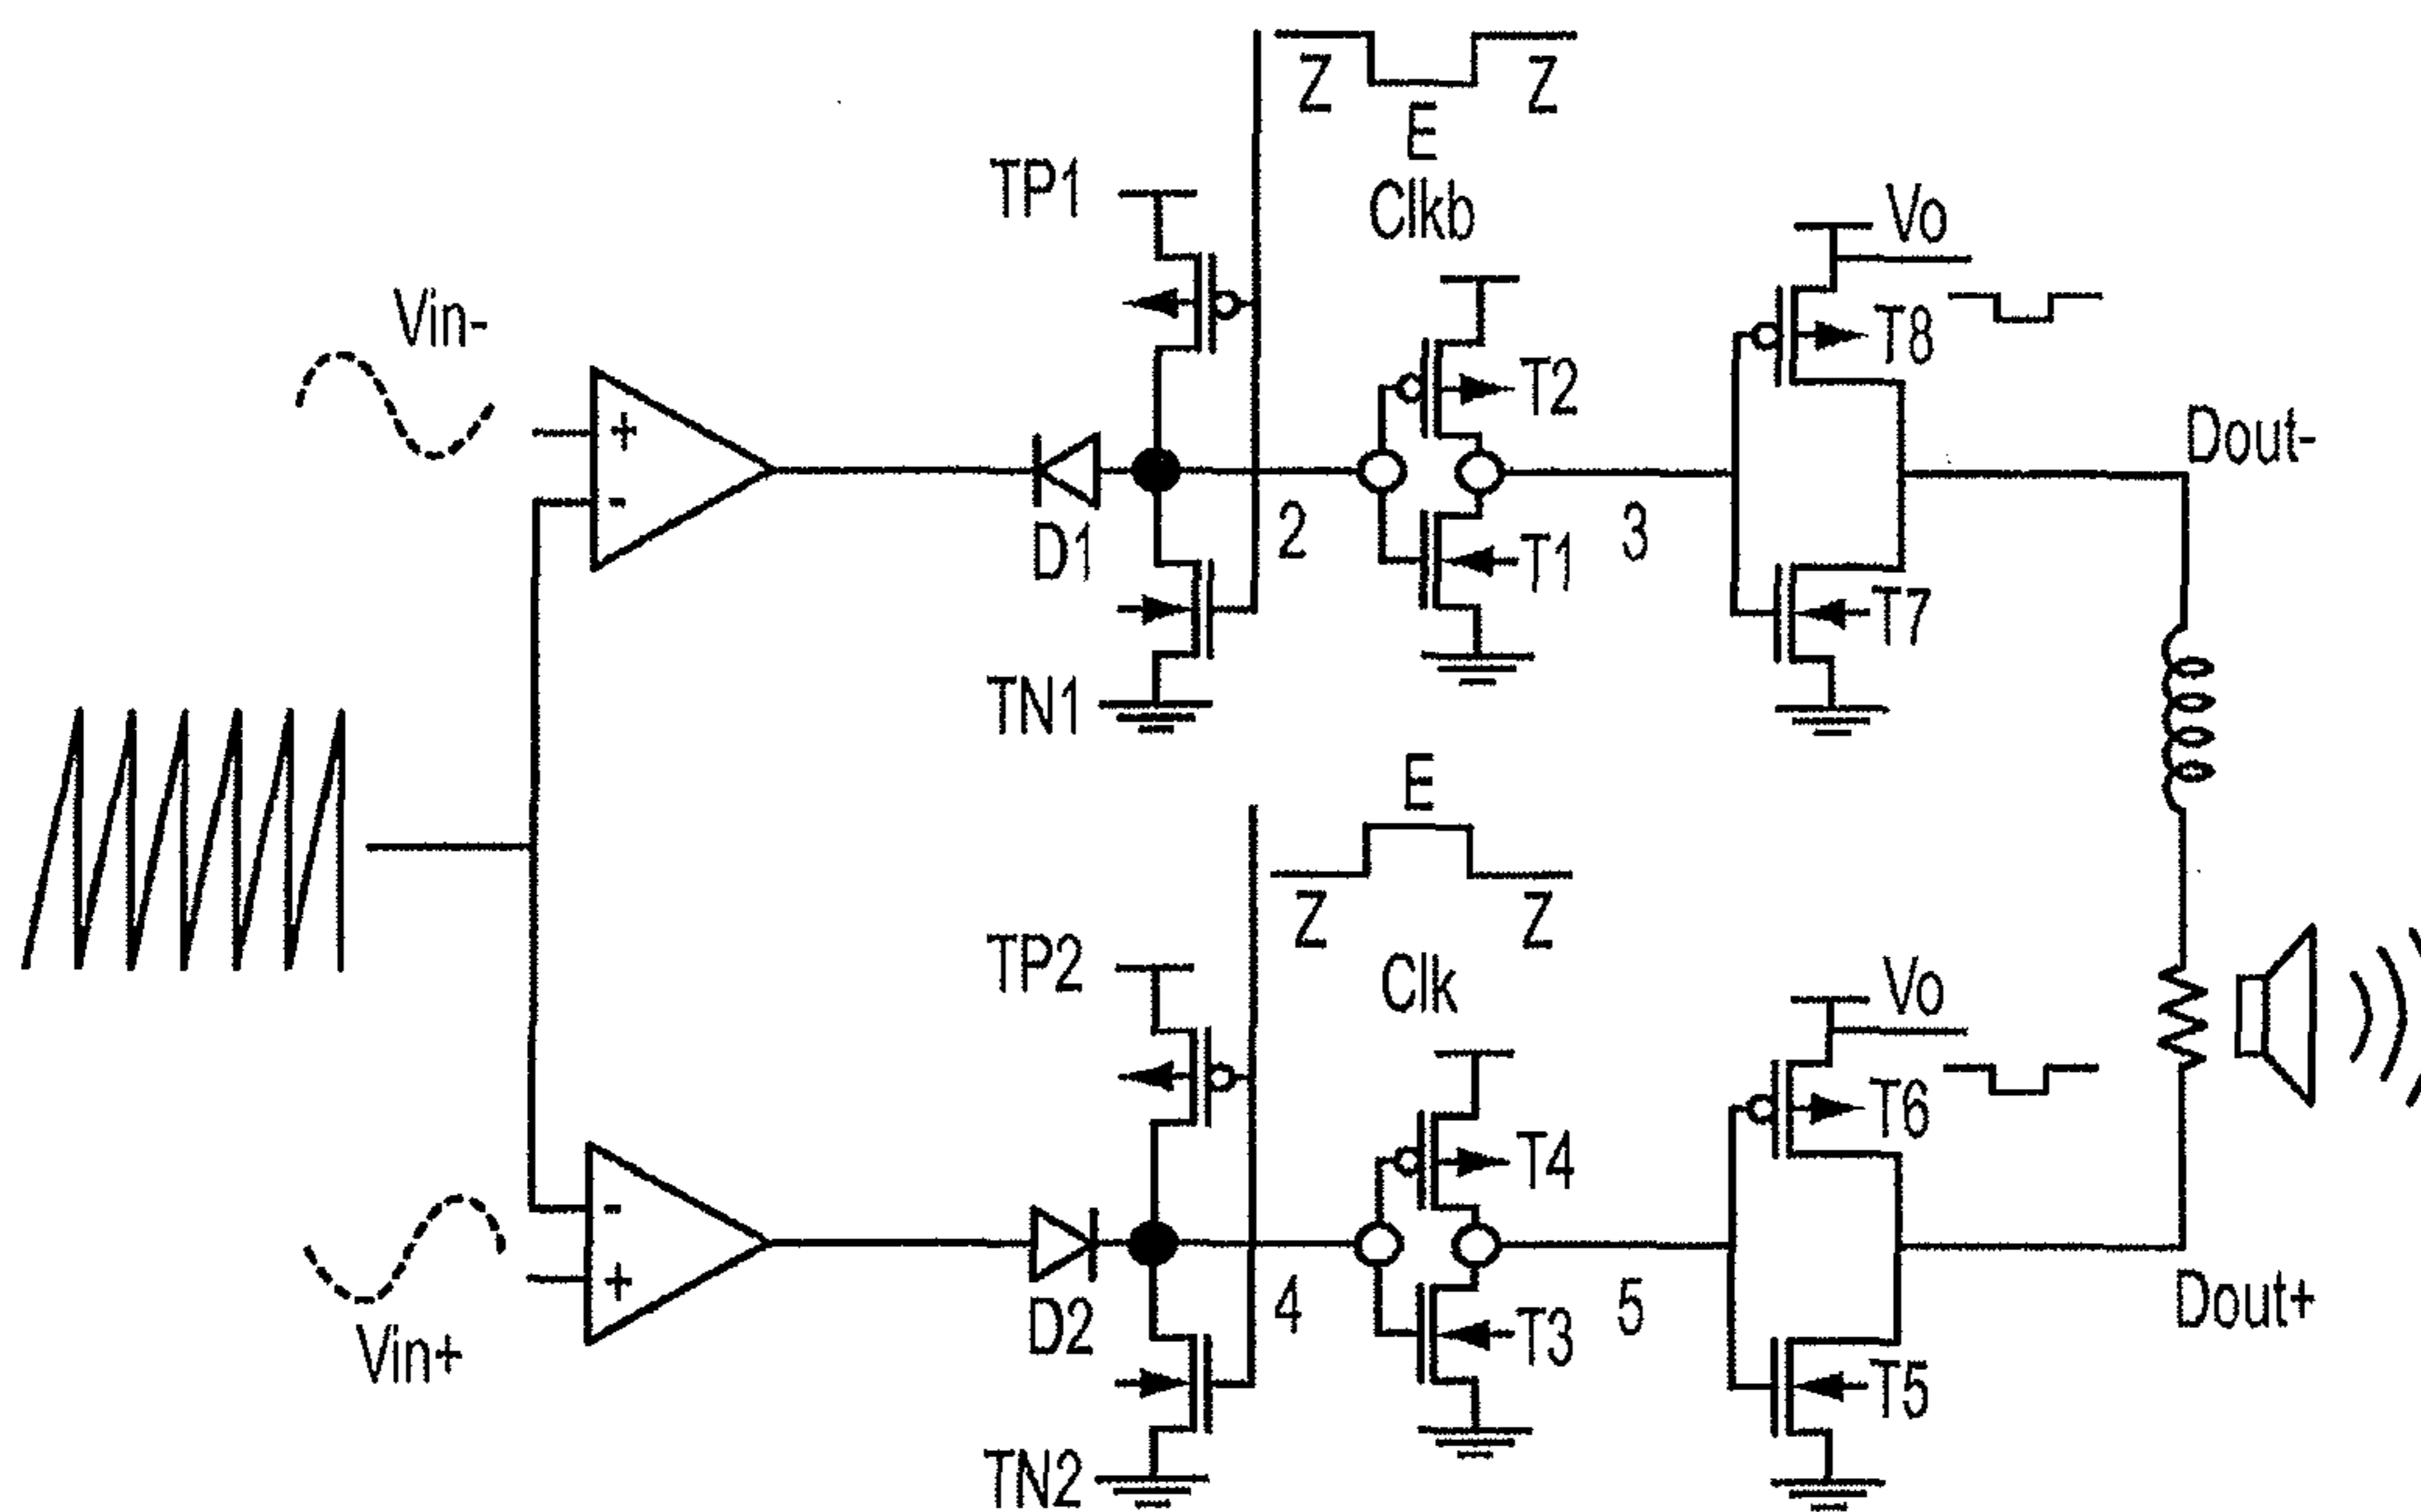 Z
Z
E
TP1
Clkb
Vo
Vin-
T8
T2
Dout-
+
-
D1
2
T1
3
T7
TN1
E
Z
Z
TP2
Clk
Vo
T6
T4
-
+
D2
4
T3
5
Dout+
Vin+
T5
TN2